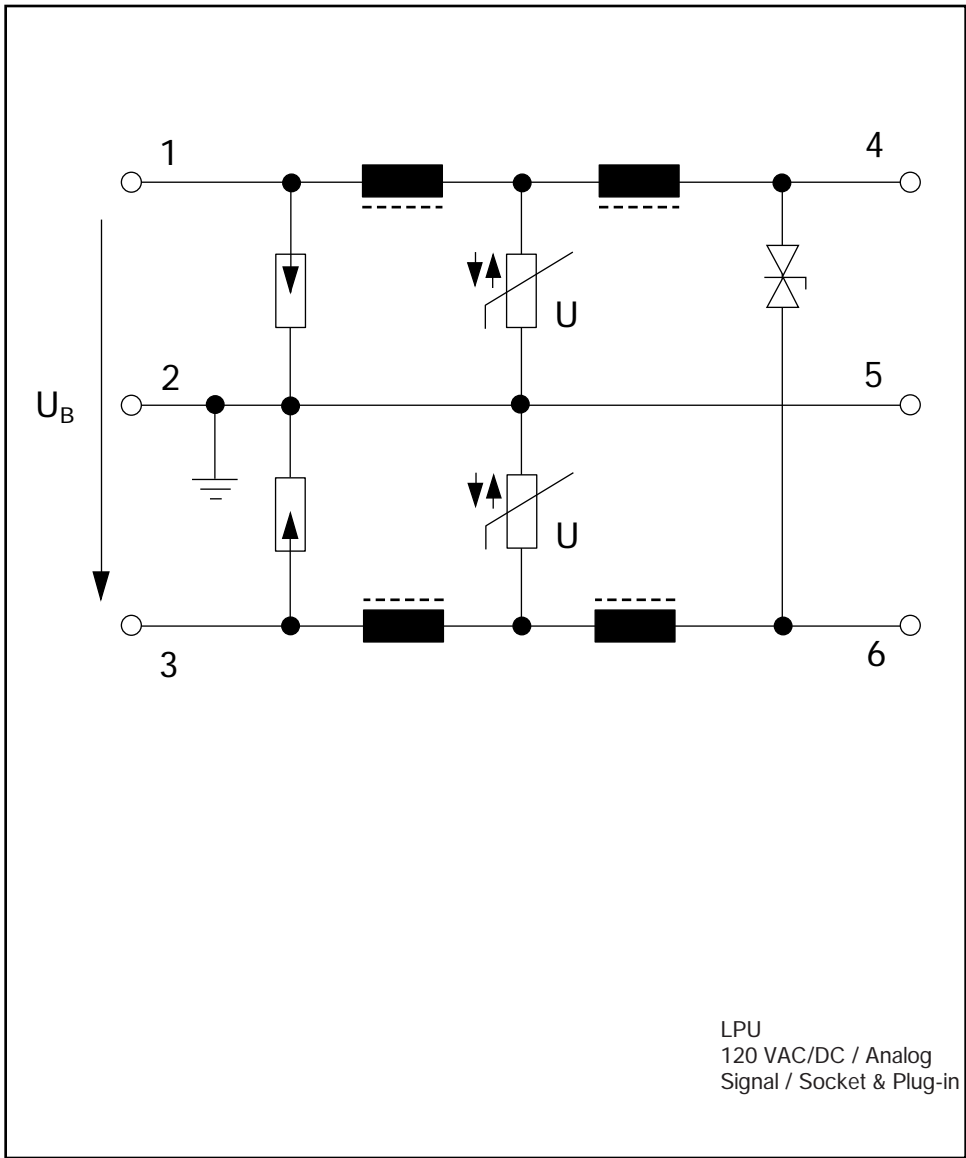 1
4
U
2
5
U_B
U
3
6
LPU
120 VAC/DC / Analog
Signal / Socket & Plug-in